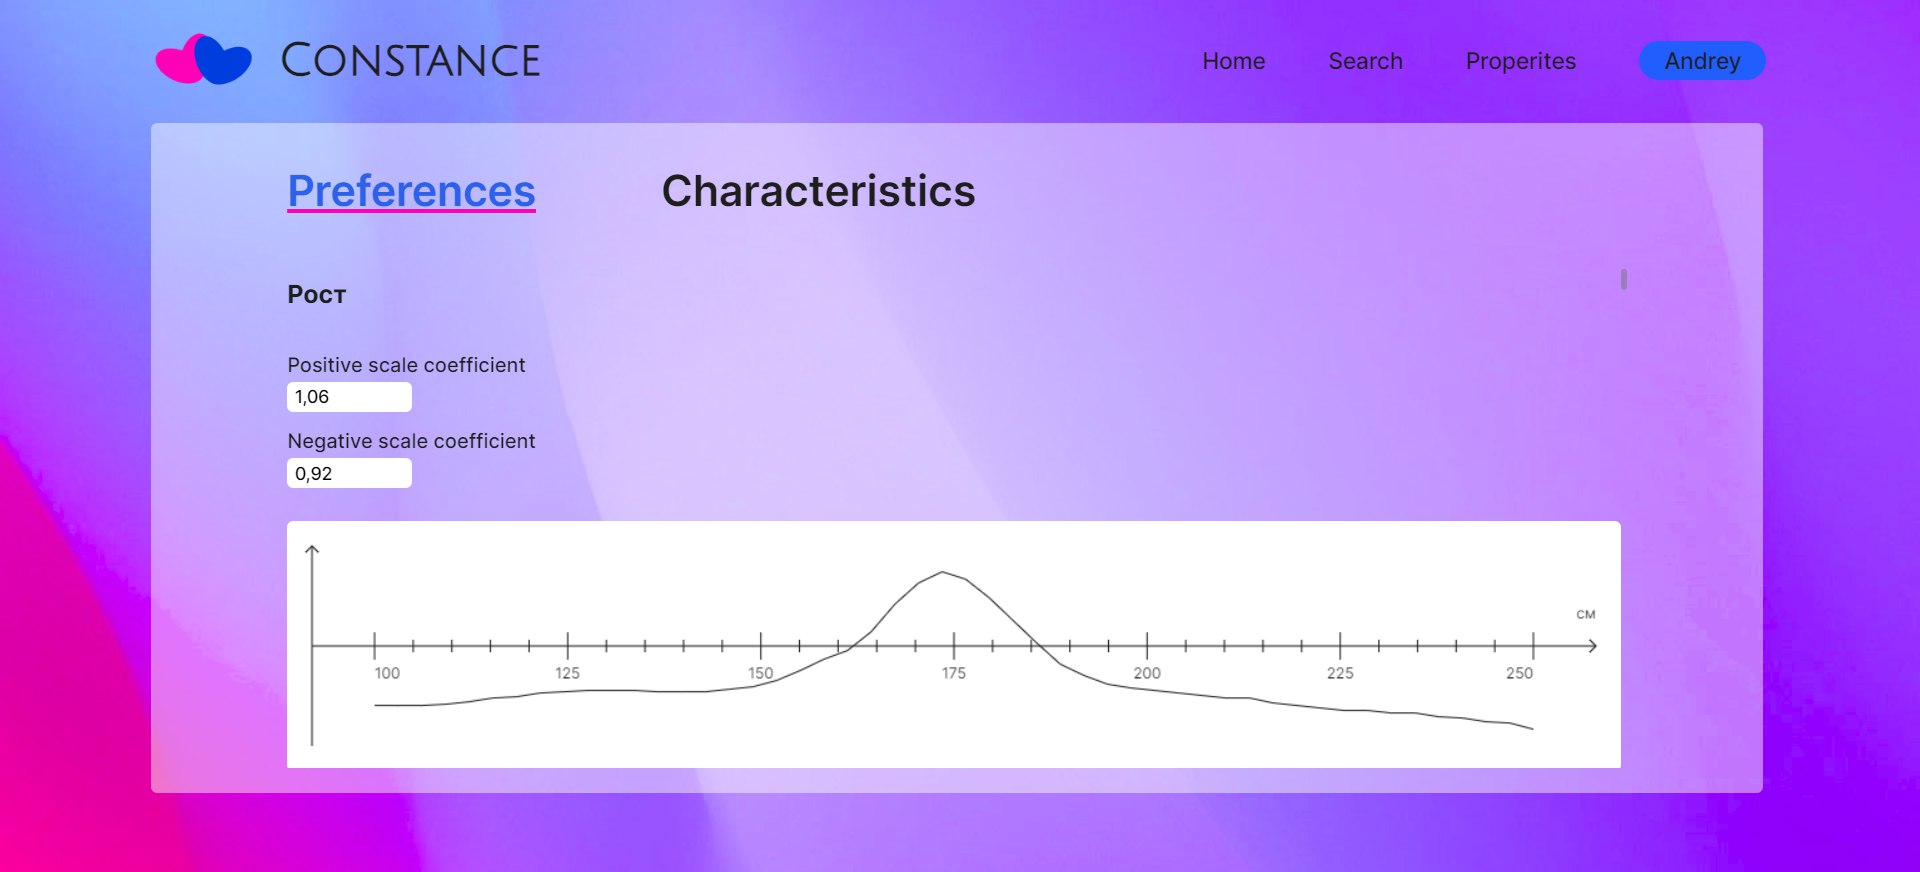 CONSTANCE
Home Search Properites Andrey
Preferences Characteristics
Рост
Positive scale coefficient
1,06
Negative scale coefficient
0,92
см
100 125 150 175 200 225 250